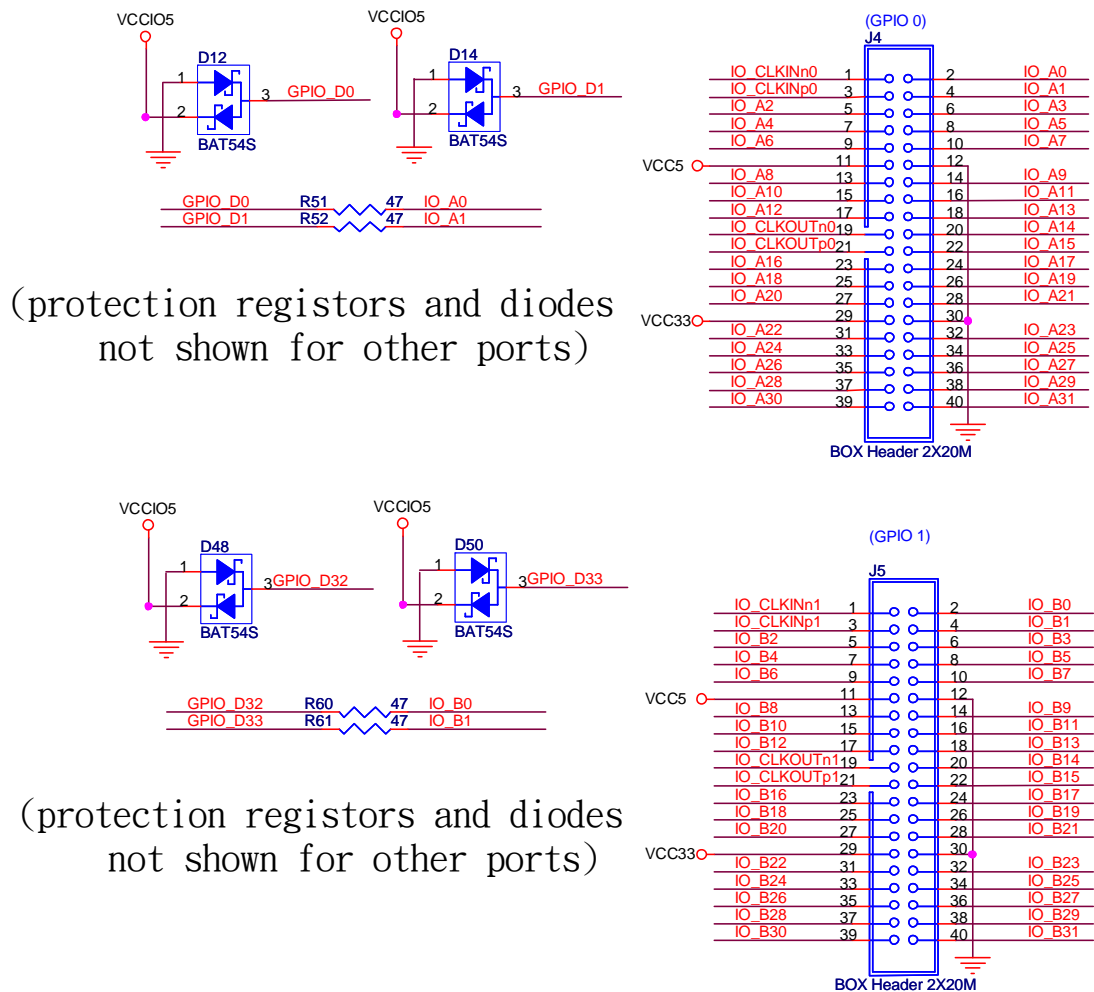 VCCIO5
VCCIO5
D12
D14
1
2
3
GPIO_D0
1
2
3
GPIO_D1
BAT54S
BAT54S
GPIO_D0 R51 47 IO_A0
GPIO_D1 R52 47 IO_A1
(protection registors and diodes
not shown for other ports)
(GPIO 0)
J4
IO_CLKINn0 1 2 IO_A0
IO_CLKINp0 3 4 IO_A1
IO_A2 5 6 IO_A3
IO_A4 7 8 IO_A5
IO_A6 9 10 IO_A7
VCC5 11 12
IO_A8 13 14 IO_A9
IO_A10 15 16 IO_A11
IO_A12 17 18 IO_A13
IO_CLKOUTn0 19 20 IO_A14
IO_CLKOUTp0 21 22 IO_A15
IO_A16 23 24 IO_A17
IO_A18 25 26 IO_A19
IO_A20 27 28 IO_A21
VCC33 29 30
IO_A22 31 32 IO_A23
IO_A24 33 34 IO_A25
IO_A26 35 36 IO_A27
IO_A28 37 38 IO_A29
IO_A30 39 40 IO_A31
BOX Header 2X20M
VCCIO5
VCCIO5
D48
D50
1
2
3
GPIO_D32
1
2
3
GPIO_D33
BAT54S
BAT54S
GPIO_D32 R60 47 IO_B0
GPIO_D33 R61 47 IO_B1
(protection registors and diodes
not shown for other ports)
(GPIO 1)
J5
IO_CLKINn1 1 2 IO_B0
IO_CLKINp1 3 4 IO_B1
IO_B2 5 6 IO_B3
IO_B4 7 8 IO_B5
IO_B6 9 10 IO_B7
VCC5 11 12
IO_B8 13 14 IO_B9
IO_B10 15 16 IO_B11
IO_B12 17 18 IO_B13
IO_CLKOUTn1 19 20 IO_B14
IO_CLKOUTp1 21 22 IO_B15
IO_B16 23 24 IO_B17
IO_B18 25 26 IO_B19
IO_B20 27 28 IO_B21
VCC33 29 30
IO_B22 31 32 IO_B23
IO_B24 33 34 IO_B25
IO_B26 35 36 IO_B27
IO_B28 37 38 IO_B29
IO_B30 39 40 IO_B31
BOX Header 2X20M